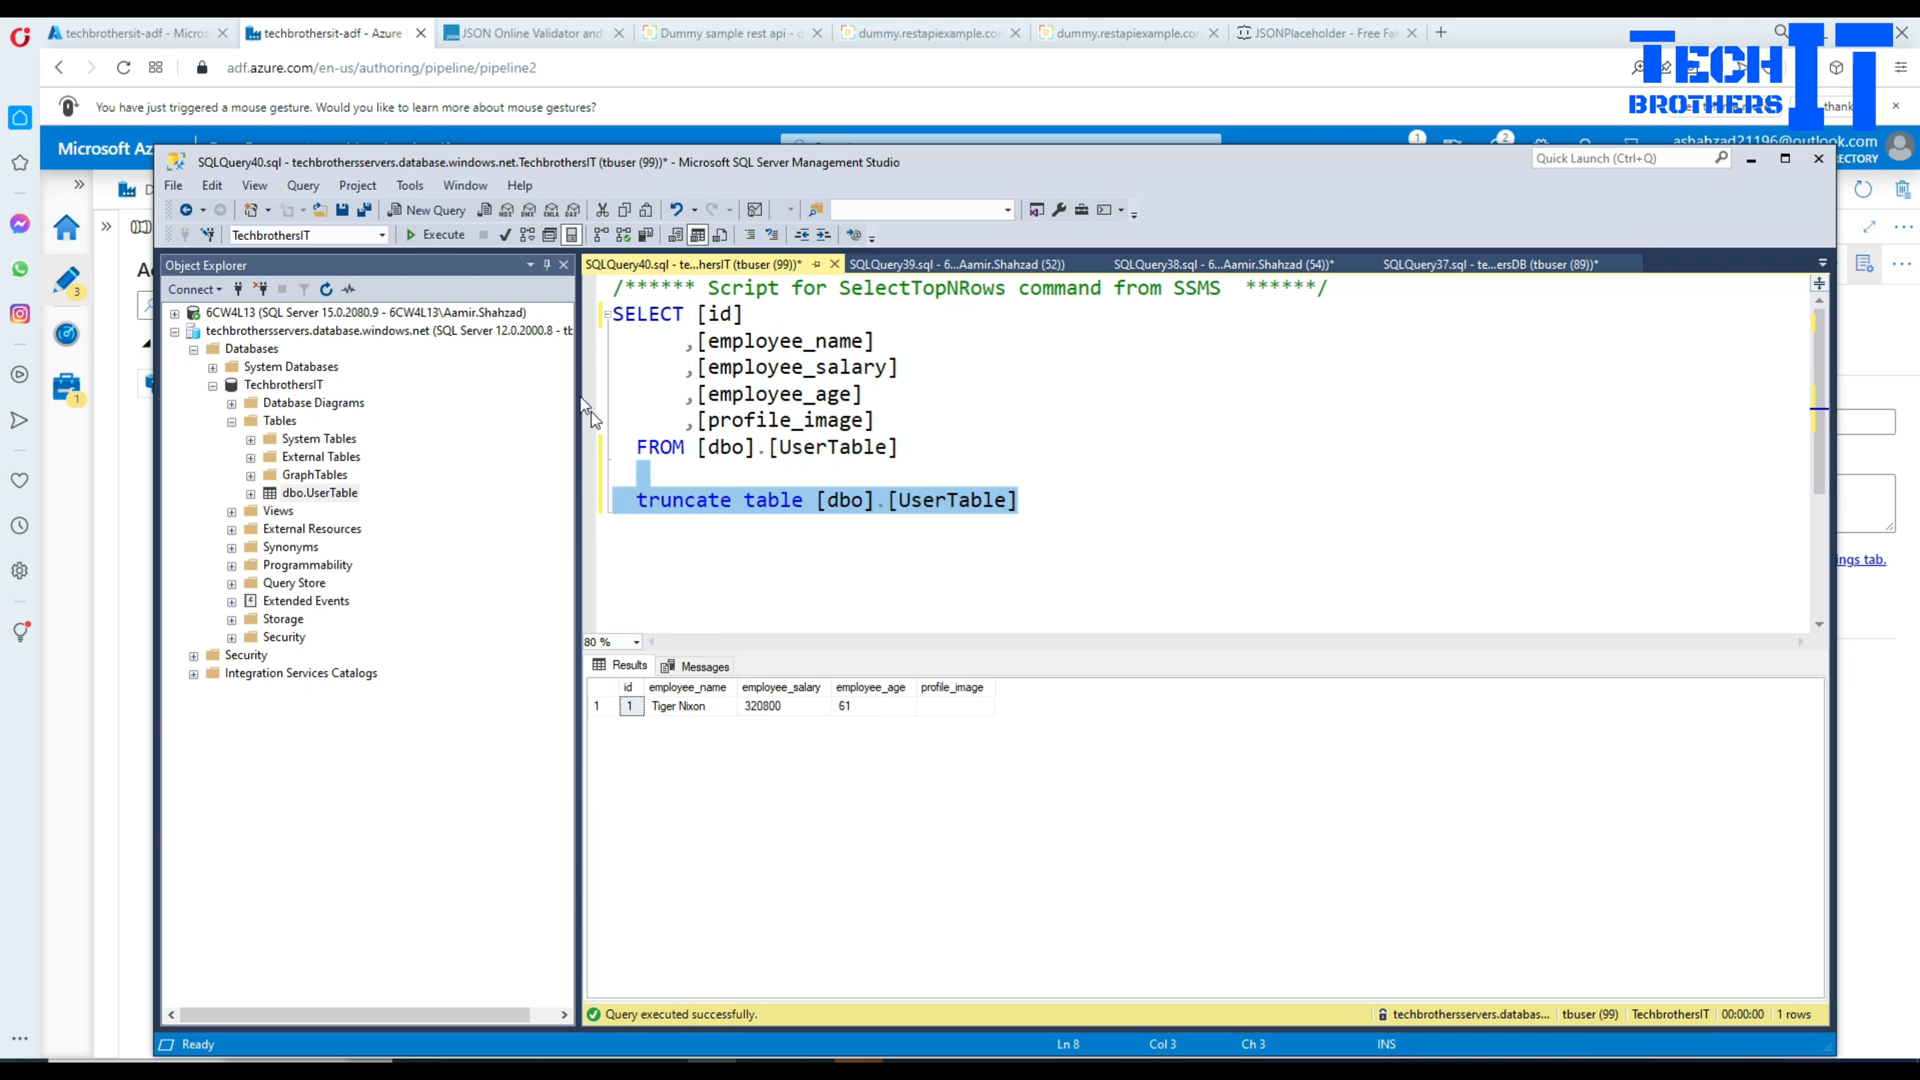 techbrothersit-adf - Micros
techbrothersit-adf - Azure
JSON Online Validator and
Dummy sample rest api - d
dummy.restapiexample.co
dummy.restapiexample.co
JSONPlaceholder - Free Fa
adf.azure.com/en-us/authoring/pipeline/pipeline2
TECH IT
BROTHERS
You have just triggered a mouse gesture. Would you like to learn more about mouse gestures?
thank
Microsoft Az
1
2
ashahzad21196@outlook.com
ECTORY
SQLQuery40.sql - techbrothersservers.database.windows.net.TechbrothersIT (tbuser (99))* - Microsoft SQL Server Management Studio
Quick Launch (Ctrl+Q)
File Edit View Query Project Tools Window Help
New Query
TechbrothersIT
Execute
Object Explorer
SQLQuery40.sql - te...hersIT (tbuser (99))*
SQLQuery39.sql - 6...Aamir.Shahzad (52))
SQLQuery38.sql - 6...Aamir.Shahzad (54))*
SQLQuery37.sql - te...ersDB (tbuser (89))*
Connect
3
1
6CW4L13 (SQL Server 15.0.2080.9 - 6CW4L13\Aamir.Shahzad)
techbrothersservers.database.windows.net (SQL Server 12.0.2000.8 - tb
Databases
System Databases
TechbrothersIT
Database Diagrams
Tables
System Tables
External Tables
GraphTables
dbo.UserTable
Views
External Resources
Synonyms
Programmability
Query Store
Extended Events
Storage
Security
Security
Integration Services Catalogs
/****** Script for SelectTopNRows command from SSMS  ******/
SELECT [id]
,[employee_name]
,[employee_salary]
,[employee_age]
,[profile_image]
FROM [dbo].[UserTable]
truncate table [dbo].[UserTable]
ings tab.
80 %
Results Messages
id employee_name employee_salary employee_age profile_image
1 1 Tiger Nixon 320800 61
Query executed successfully.
techbrothersservers.databas... tbuser (99) TechbrothersIT 00:00:00 1 rows
Ready
Ln 8 Col 3 Ch 3 INS